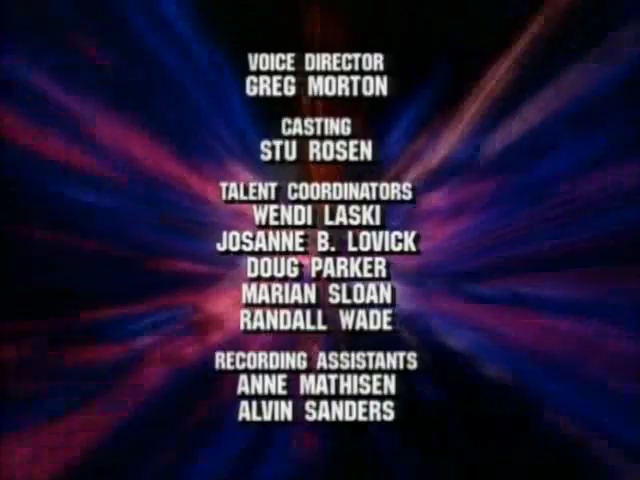 VOICE DIRECTOR
GREG MORTON
CASTING
STU ROSEN
TALENT COORDINATORS
WENDI LASKI
JOSANNE B. LOVICK
DOUG PARKER
MARIAN SLOAN
RANDALL WADE
RECORDING ASSISTANTS
ANNE MATHISEN
ALVIN SANDERS